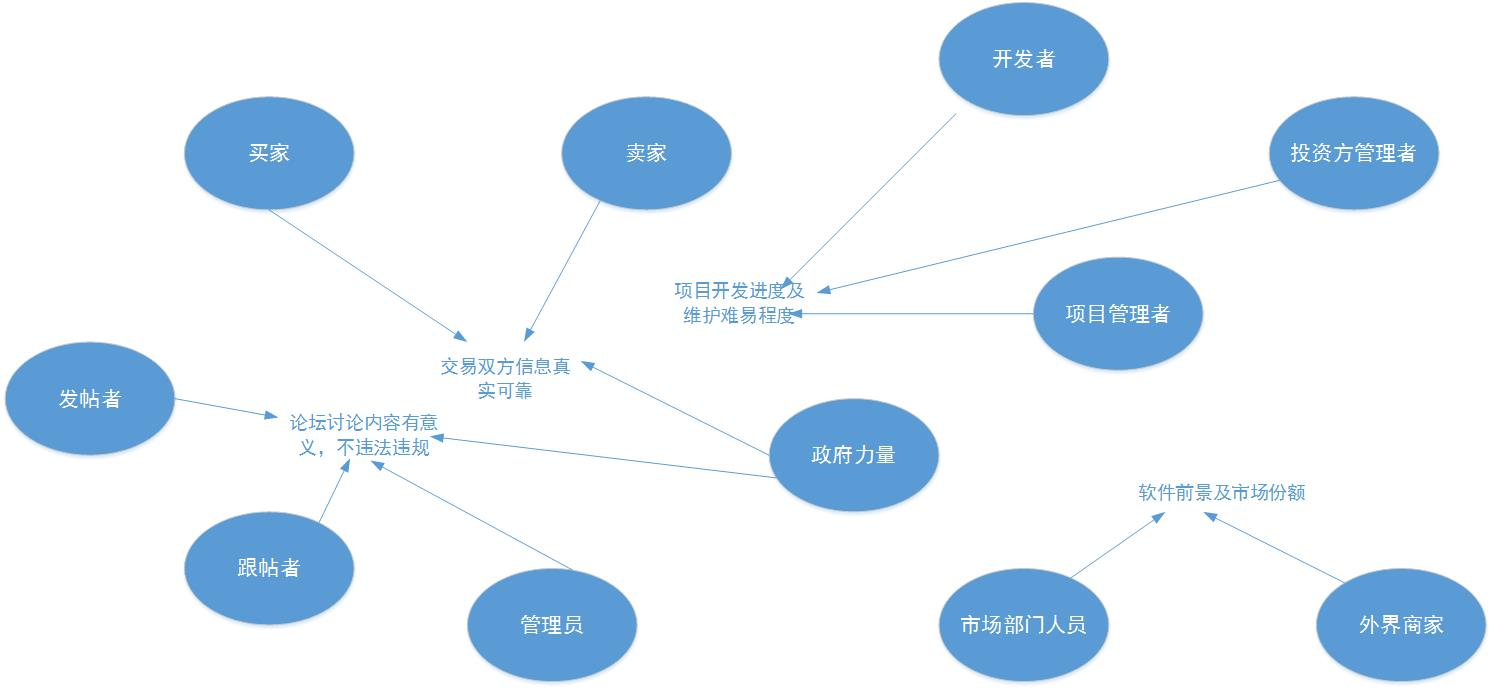 开发者
买家
卖家
投资方管理者
项目开发进度及
维护难易程度
项目管理者
交易双方信息真
实可靠
发帖者
论坛讨论内容有意
义，不违法违规
政府力量
软件前景及市场份额
跟帖者
管理员
市场部门人员
外界商家